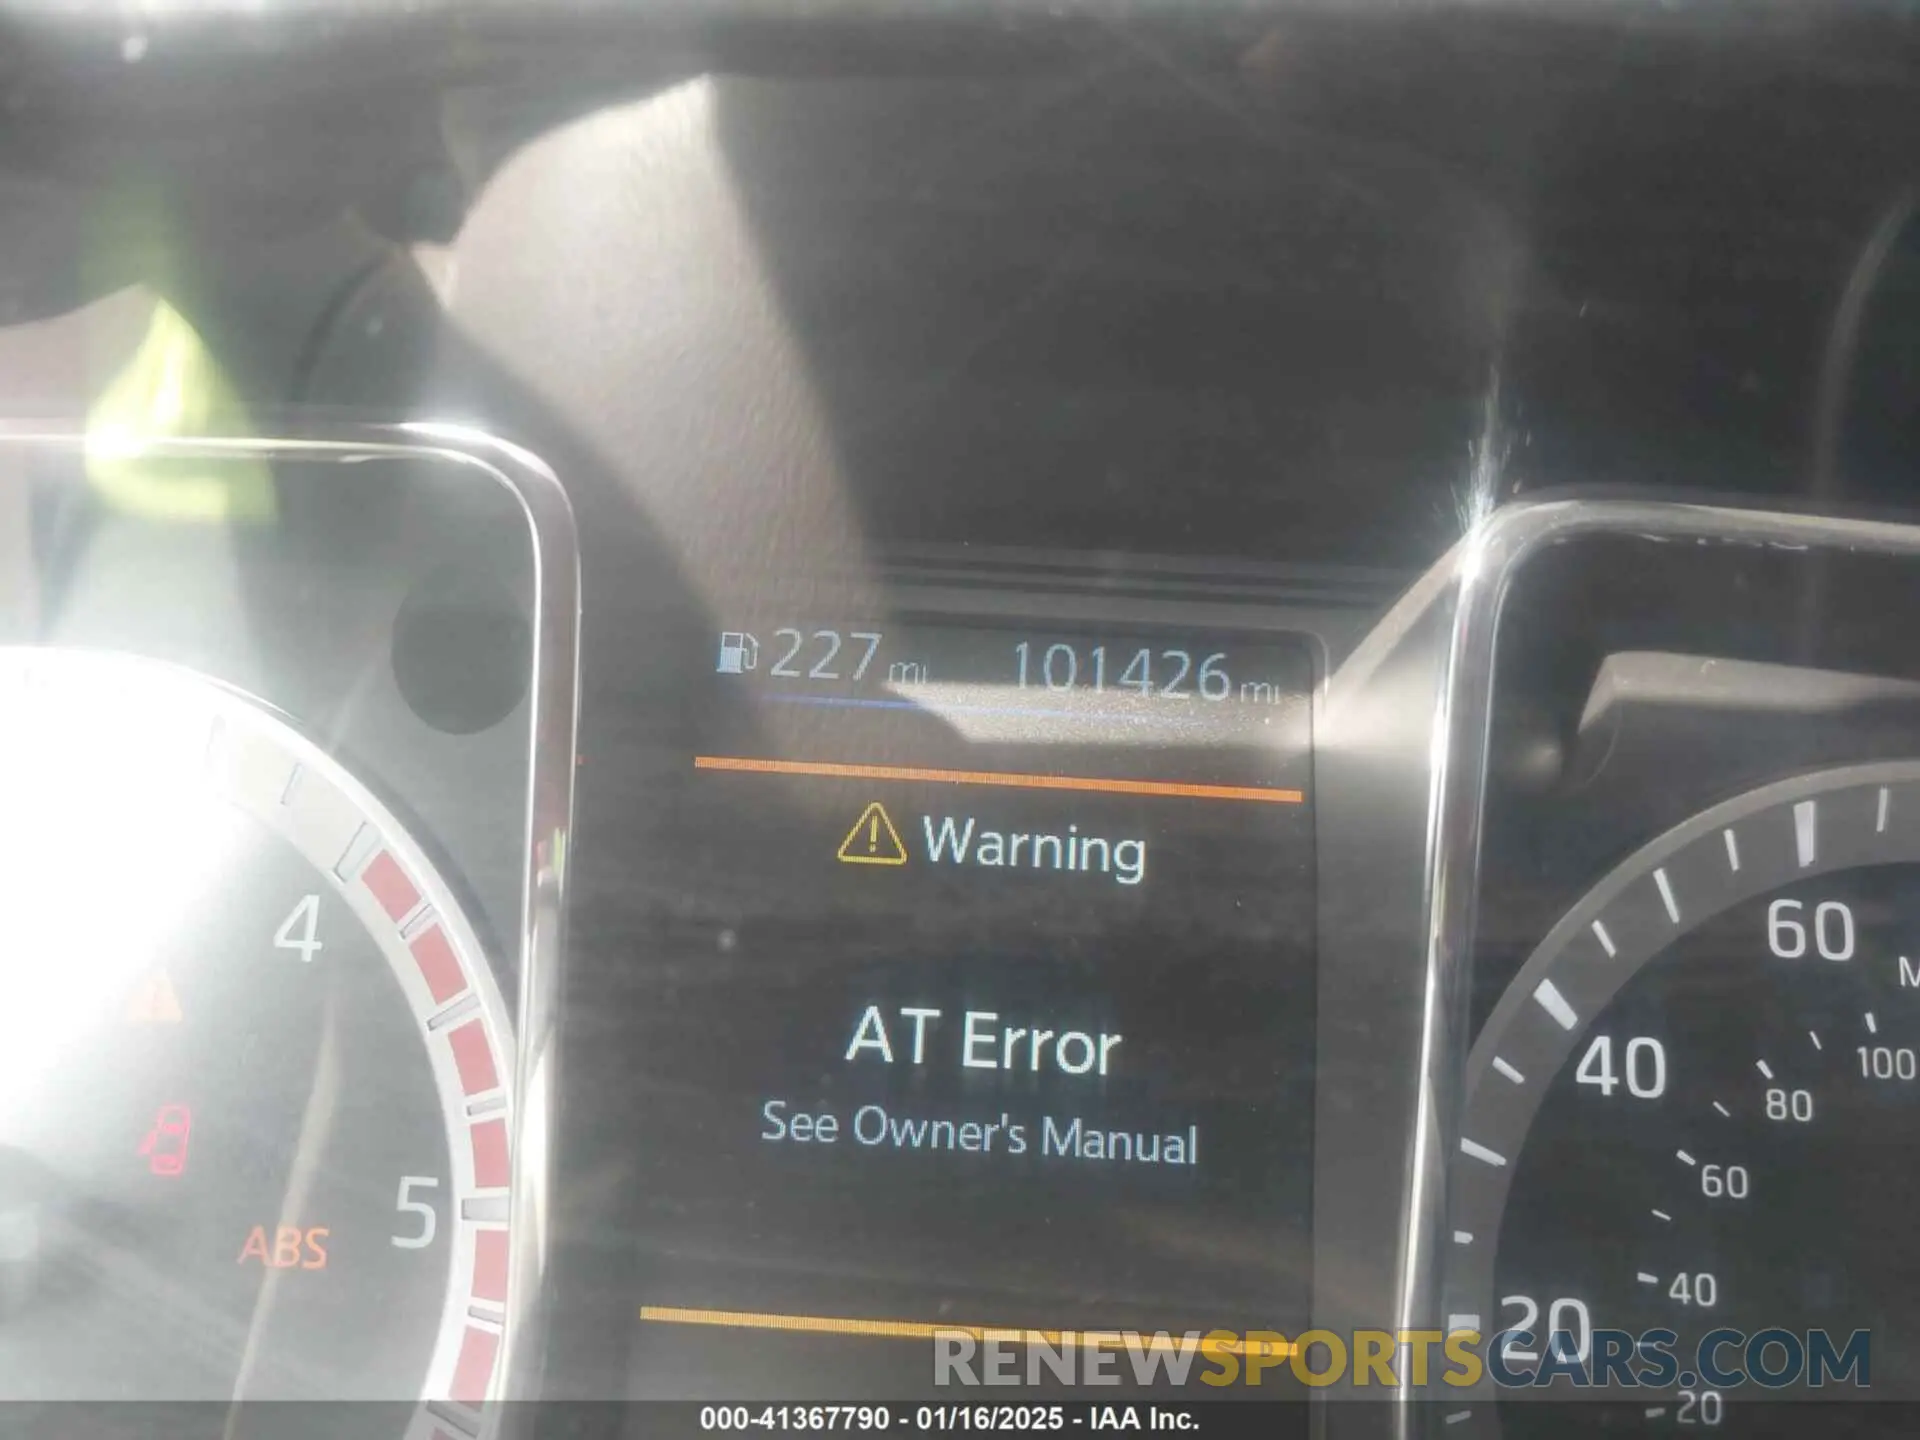 227 mi 101426 mi
Warning
AT Error
See Owner's Manual
4
5
ABS
60
40
20
100
80
60
40
20
RENEWSPORTSCARS.COM
000-41367790 - 01/16/2025 - IAA Inc.